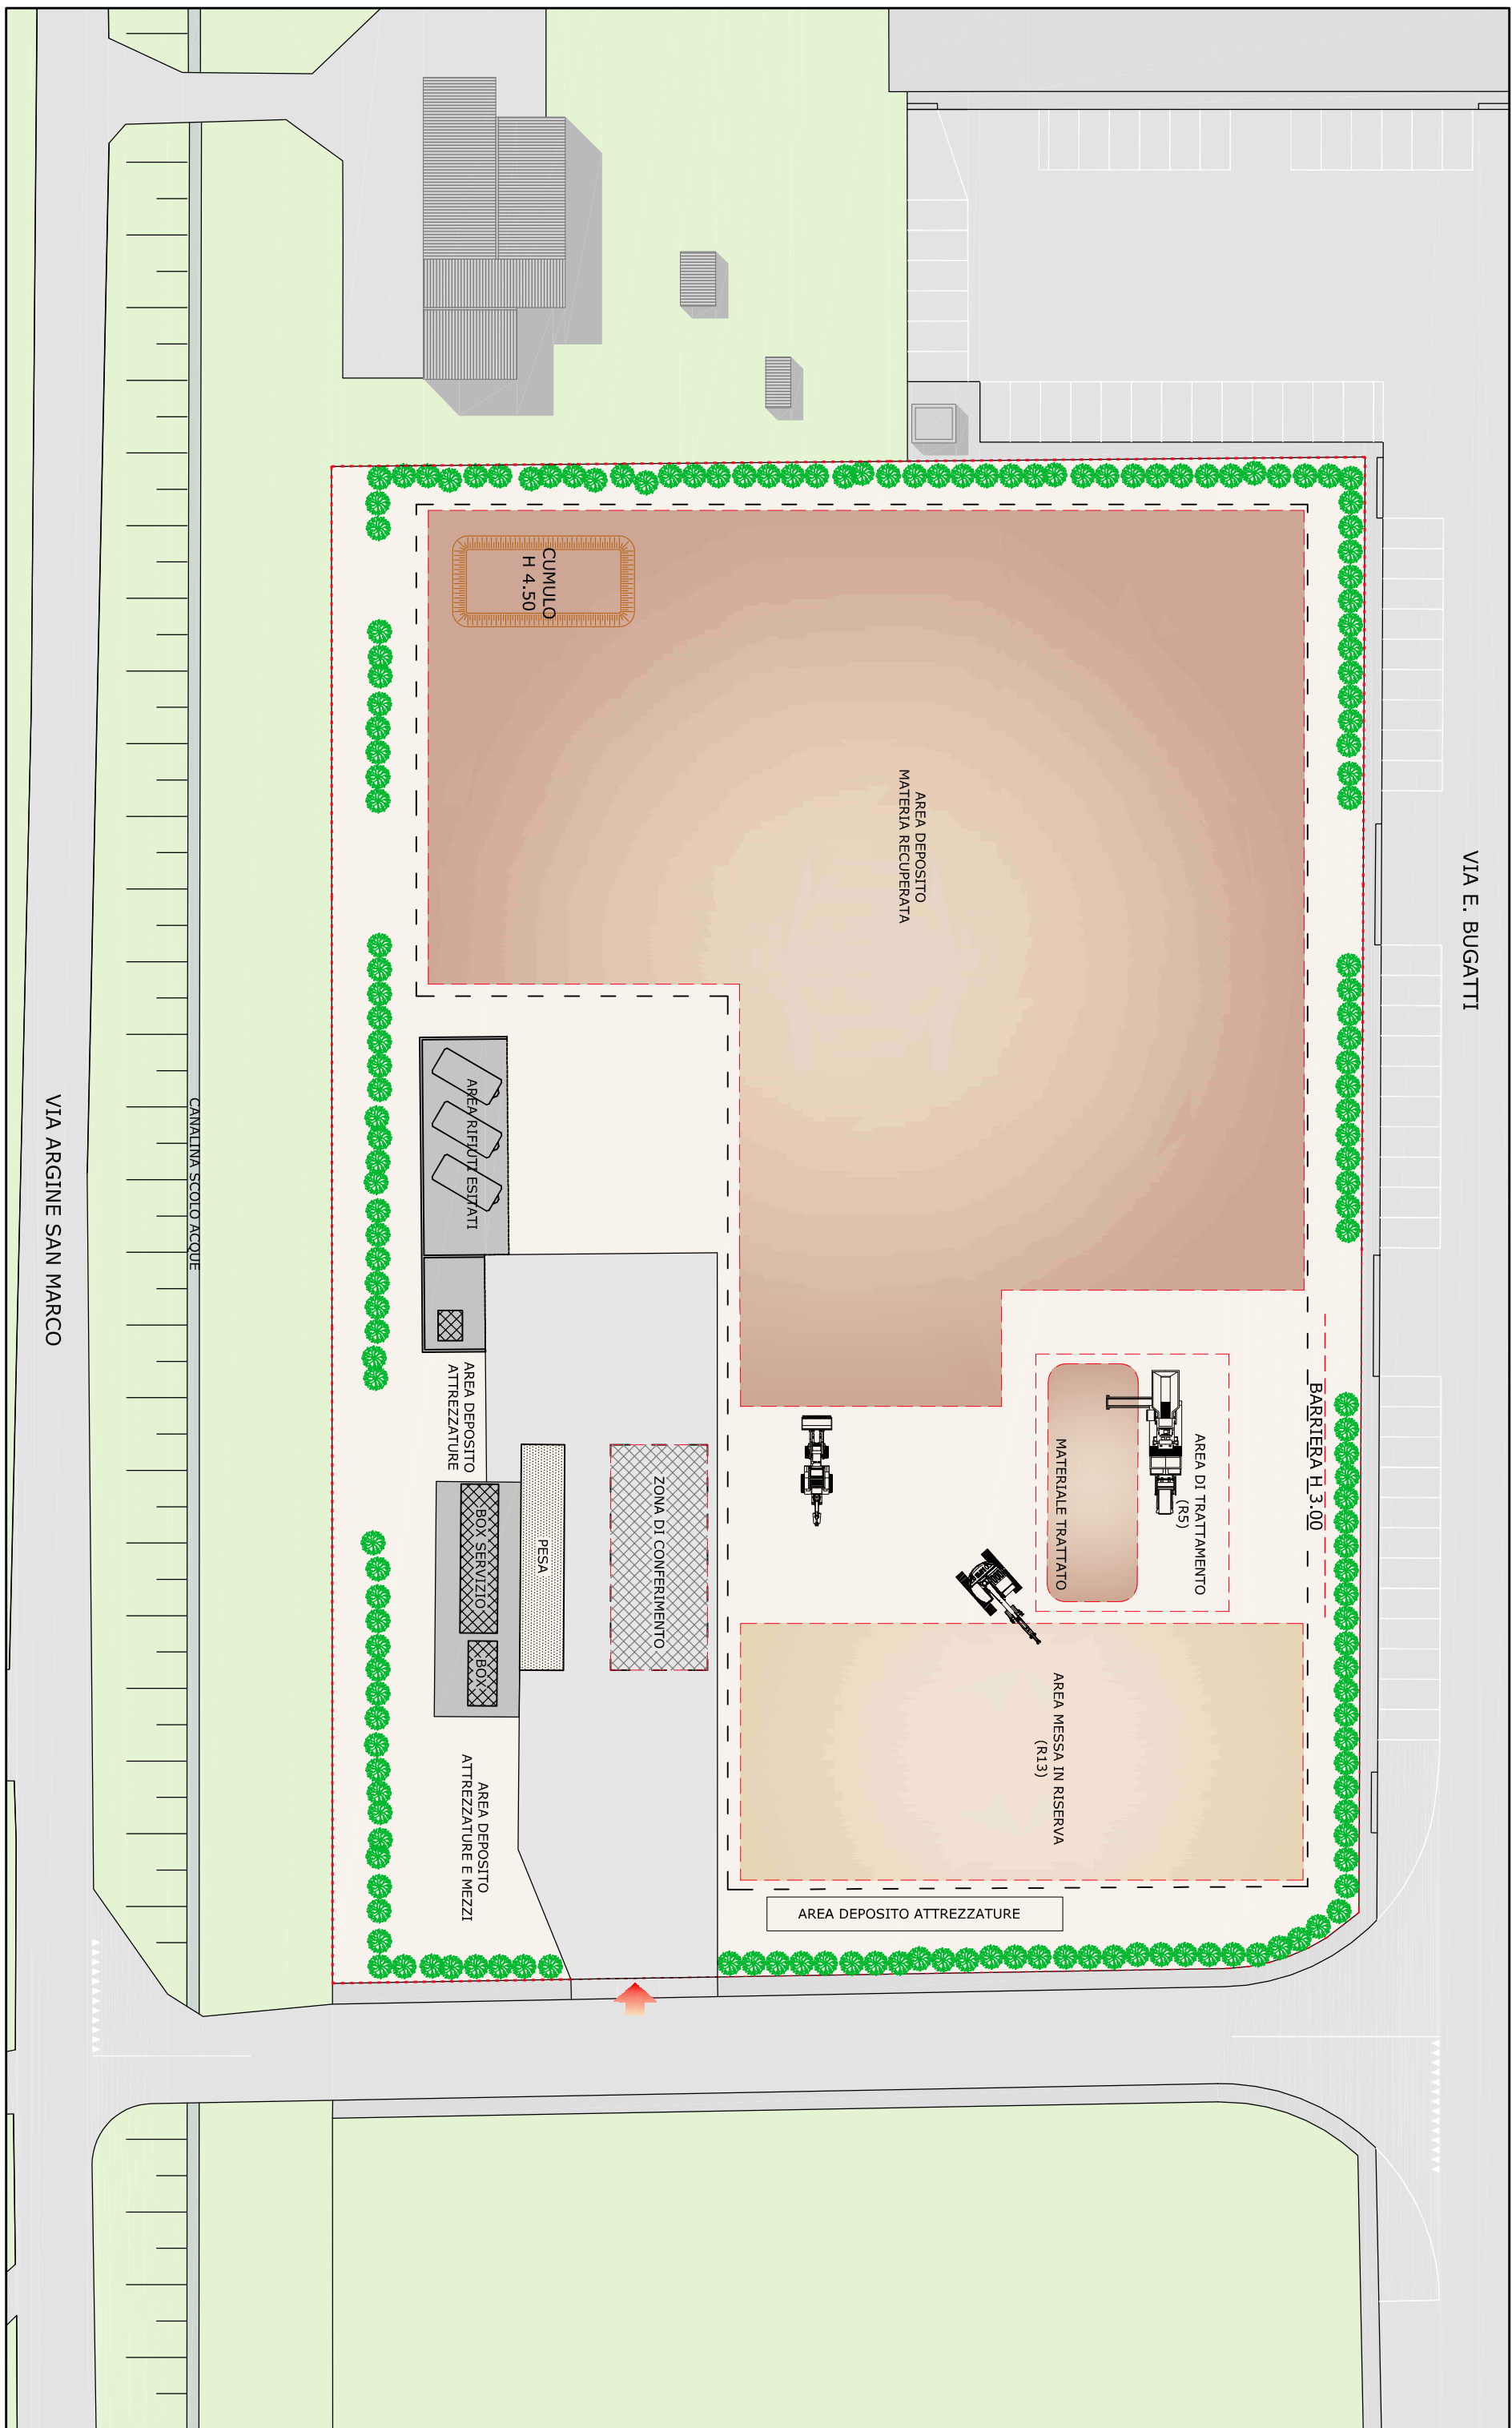 CUMULO
H 4.50
AREA DEPOSITO
MATERIA RECUPERATA
VIA E. BUGATTI
VIA ARGINE SAN MARCO
CANALINA SCOLO ACQUE
AREA RIFIUTI ESITATI
AREA DEPOSITO
ATTREZZATURE
BARRIERA H 3.00
AREA DI TRATTAMENTO
(R5)
MATERIALE TRATTATO
ZONA DI CONFERIMENTO
PESA
BOX SERVIZIO
BOX
AREA MESSA IN RISERVA
(R13)
AREA DEPOSITO
ATTREZZATURE E MEZZI
AREA DEPOSITO ATTREZZATURE